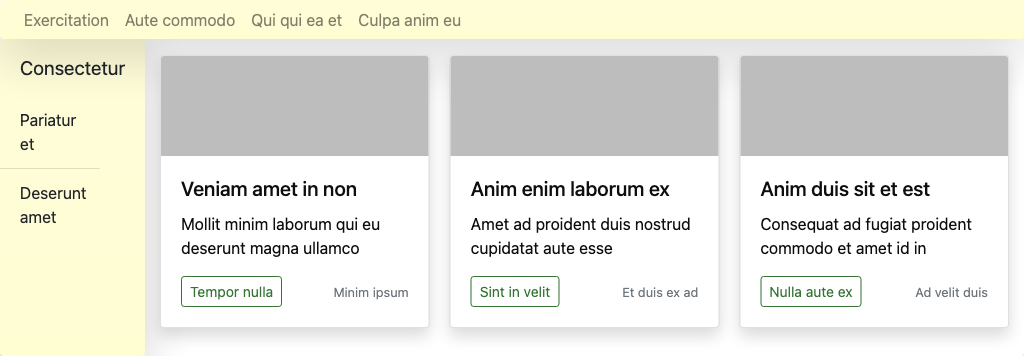 Exercitation Aute commodo Qui qui ea et Culpa anim eu
Consectetur
Pariatur
et
Deserunt
amet
Veniam amet in non
Mollit minim laborum qui eu
deserunt magna ullamco
Tempor nulla Minim ipsum
Anim enim laborum ex
Amet ad proident duis nostrud
cupidatat aute esse
Sint in velit Et duis ex ad
Anim duis sit et est
Consequat ad fugiat proident
commodo et amet id in
Nulla aute ex Ad velit duis